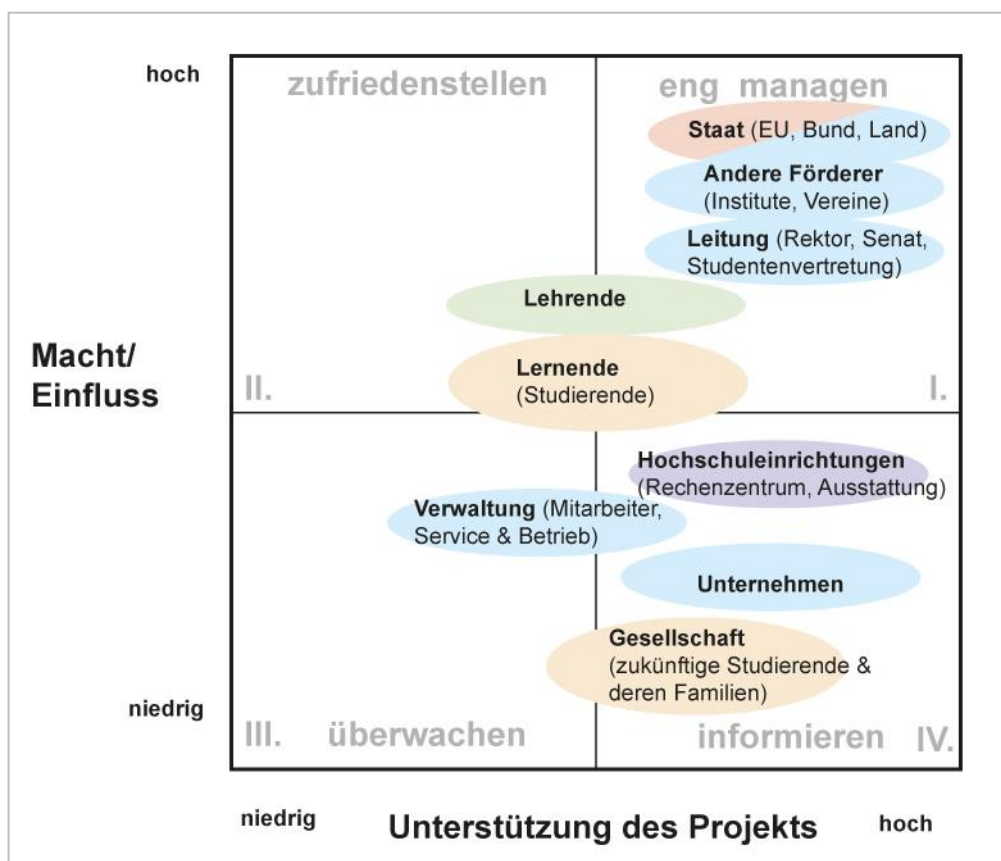 hoch
zufriedenstellen
eng managen
Staat (EU, Bund, Land)
Andere Förderer
(Institute, Vereine)
Leitung (Rektor, Senat,
Studentenvertretung)
Lehrende
Macht/
Einfluss
Lernende
(Studierende)
II.
I.
Hochschuleinrichtungen
(Rechenzentrum, Ausstattung)
Verwaltung (Mitarbeiter,
Service & Betrieb)
Unternehmen
Gesellschaft
(zukünftige Studierende &
deren Familien)
niedrig
III. überwachen
informieren IV.
niedrig
Unterstützung des Projekts
hoch